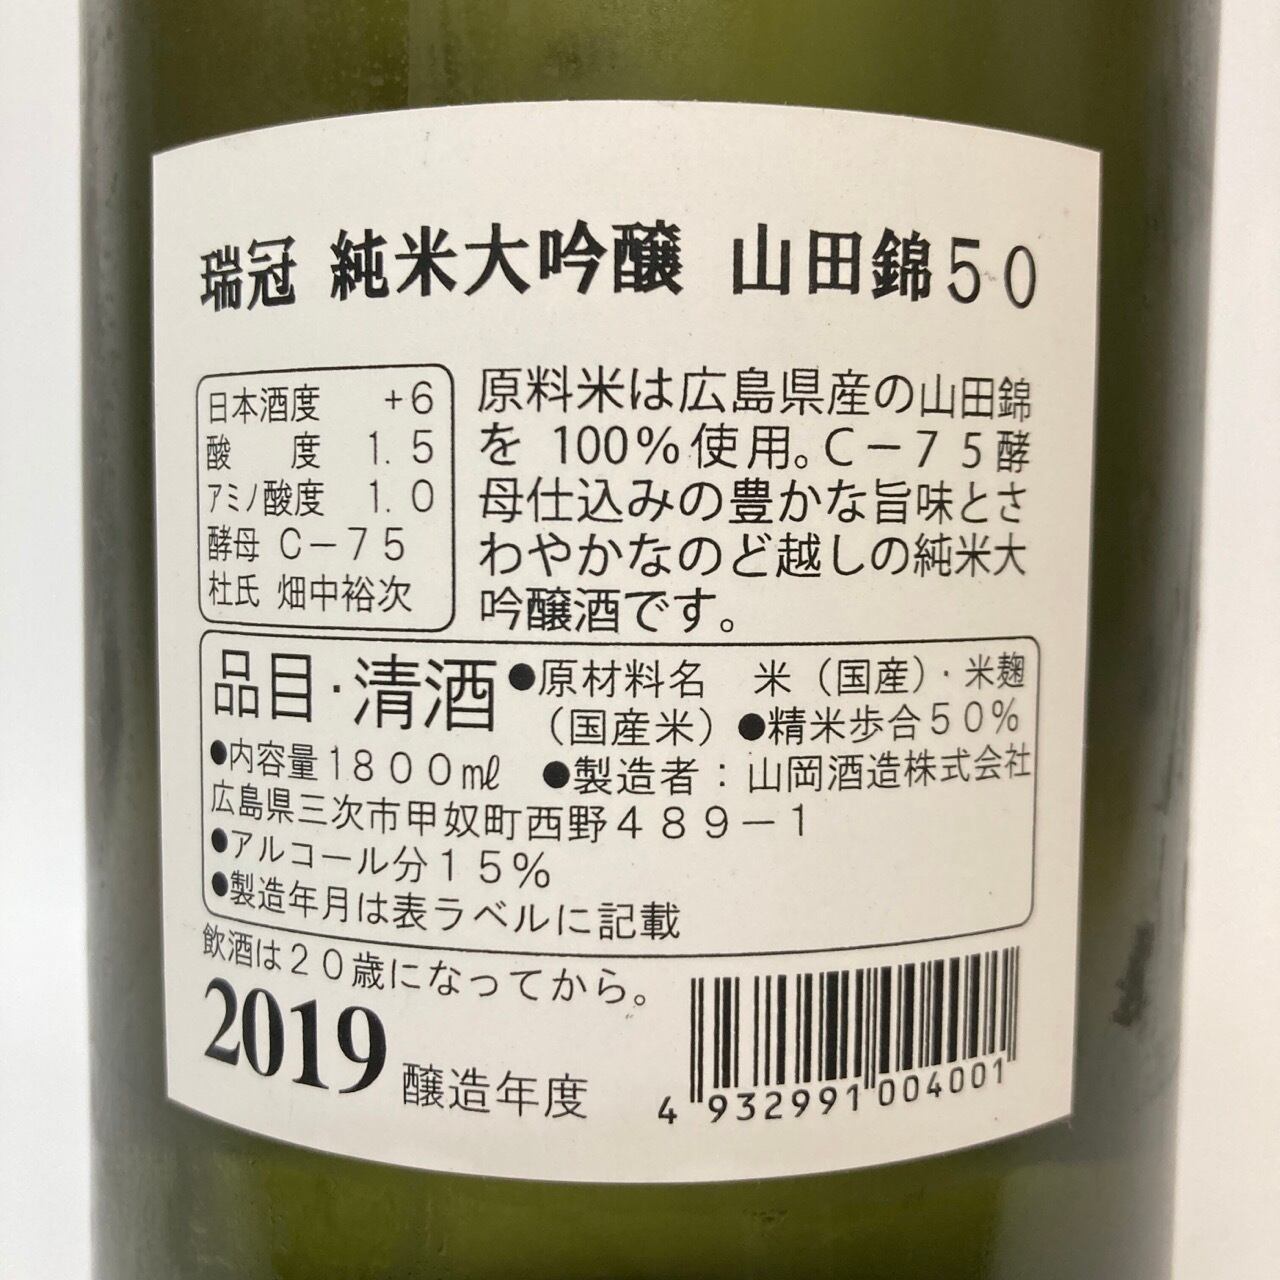 瑞冠 純米大吟醸 山田錦50
日本酒度 +6
酸度 1.5
アミノ酸度 1.0
酵母 C-75
杜氏 畑中裕次
原料米は広島県産の山田錦
を100%使用。C-75酵
母仕込みの豊かな旨味とさ
わやかなのど越しの純米大
吟醸酒です。
品目・清酒 ●原材料名 米(国産)・米麹
(国産米) ●精米歩合50%
●内容量1800㎖ ●製造者:山岡酒造株式会社
広島県三次市甲奴町西野489-1
●アルコール分15%
●製造年月は表ラベルに記載
飲酒は20歳になってから。
2019 醸造年度
4 932991 004001